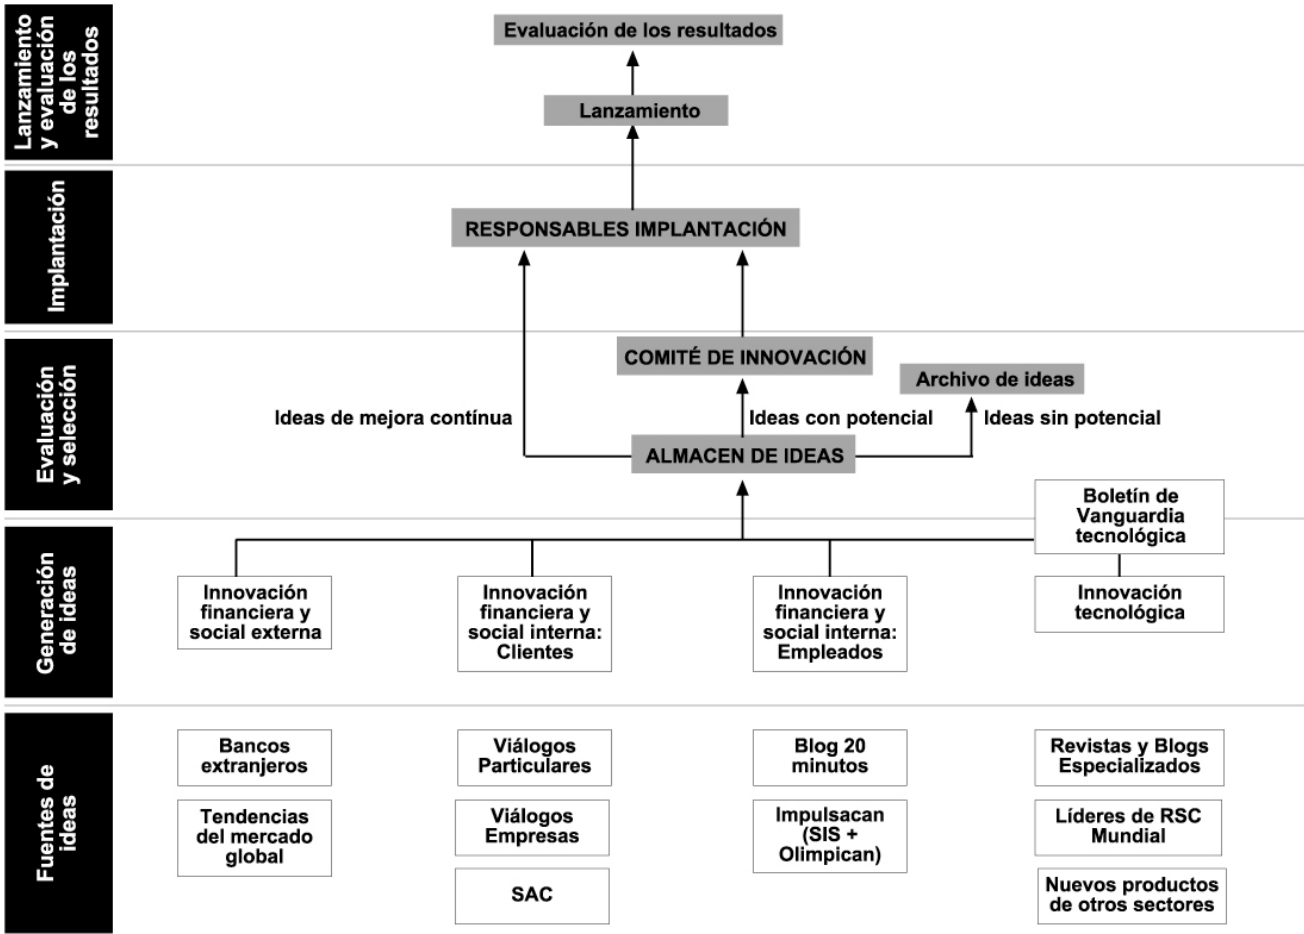 Lanzamiento
y evaluación
de los
resultados
Evaluación de los resultados
Lanzamiento
Implantación
RESPONSABLES IMPLANTACIÓN
Evaluación
y selección
COMITÉ DE INNOVACIÓN
Archivo de ideas
Ideas de mejora contínua
Ideas con potencial
Ideas sin potencial
ALMACEN DE IDEAS
Boletín de
Vanguardia
tecnológica
Generación
de ideas
Innovación
financiera y
social externa
Innovación
financiera y
social interna:
Clientes
Innovación
financiera y
social interna:
Empleados
Innovación
tecnológica
Fuentes de
ideas
Bancos
extranjeros
Viálogos
Particulares
Blog 20
minutos
Revistas y Blogs
Especializados
Tendencias
del mercado
global
Viálogos
Empresas
Impulsacan
(SIS +
Olimpican)
Líderes de RSC
Mundial
SAC
Nuevos productos
de otros sectores